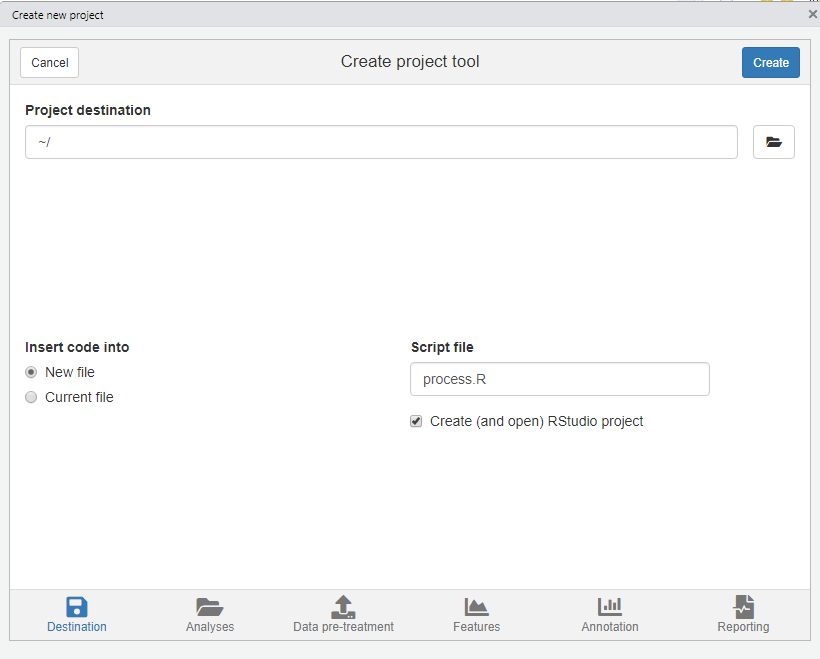 Create new project
Cancel
Create project tool
Create
Project destination
~/
Insert code into
Script file
New file
process.R
Current file
Create (and open) RStudio project
Destination
Analyses
Data pre-treatment
Features
Annotation
Reporting